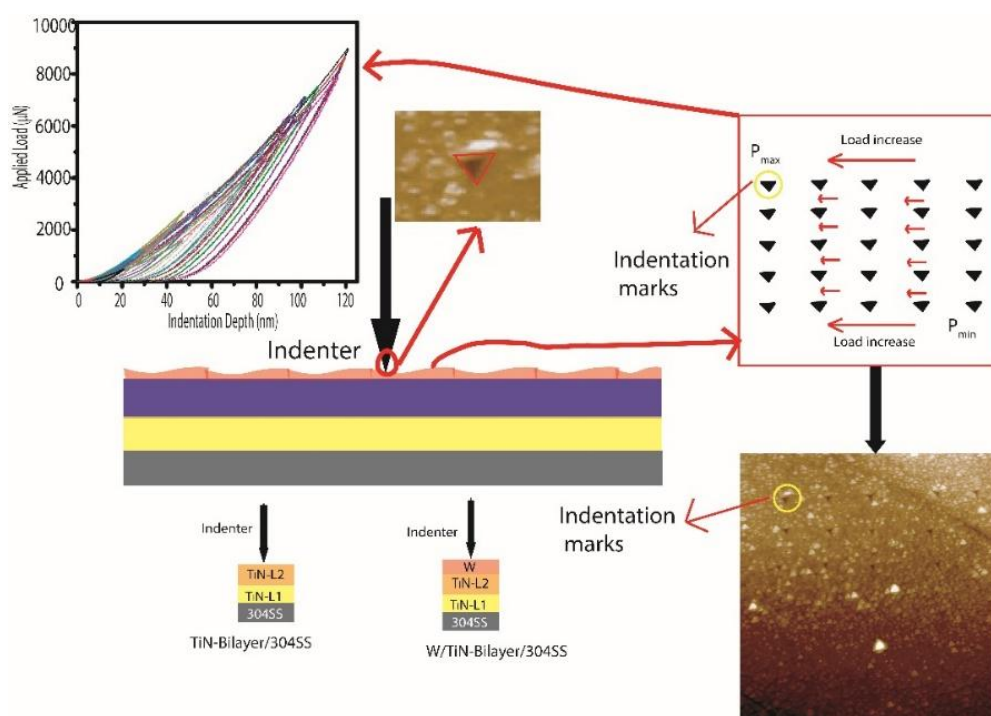 10000
8000
6000
4000
2000
0
Applied Load (μN)
0 20 40 60 80 100 120
Indentation Depth (nm)
Indenter
Load increase
Pmax
Indentation
marks
Pmin
Load increase
Indentation
marks
Indenter
TiN-L2
TiN-L1
304SS
TiN-Bilayer/304SS
Indenter
W
TiN-L2
TiN-L1
304SS
W/TiN-Bilayer/304SS